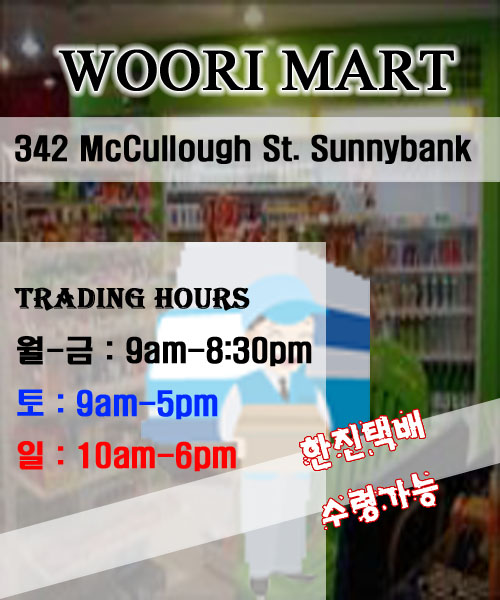 WOORI MART
342 McCullough St. Sunnybank
TRADING HOURS
월-금 : 9am-8:30pm
토 : 9am-5pm
일 : 10am-6pm
한진택배
수령가능